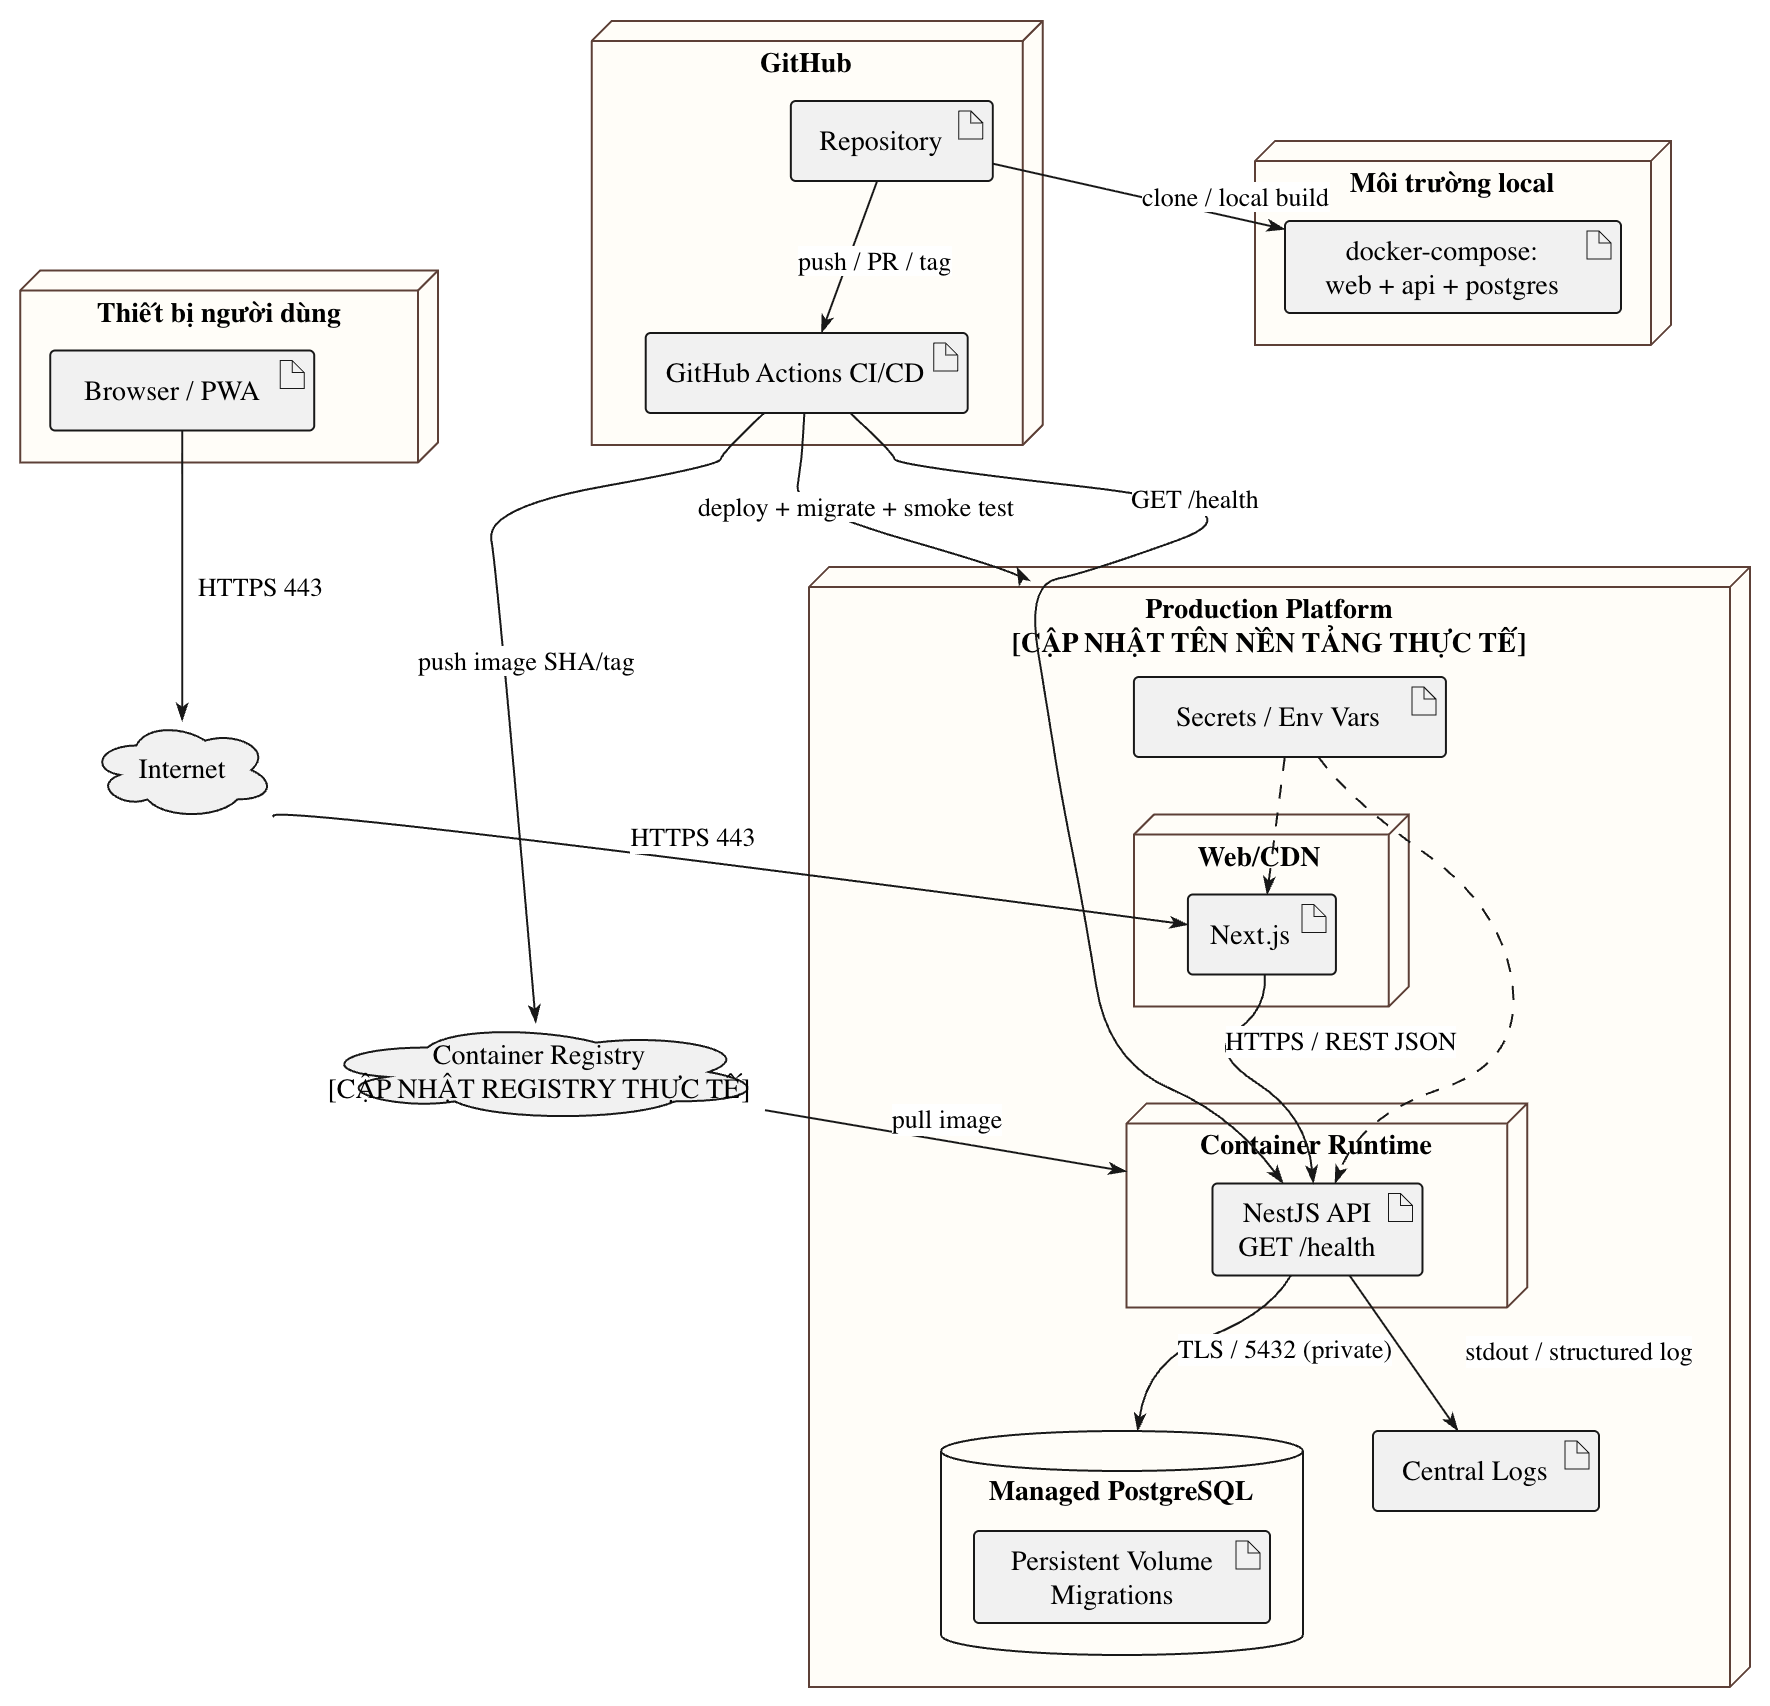 GitHub
Repository
clone / local build
Môi trường local
docker-compose:
web + api + postgres
push / PR / tag
GitHub Actions CI/CD
Thiết bị người dùng
Browser / PWA
deploy + migrate + smoke test
GET /health
HTTPS 443
push image SHA/tag
Production Platform
[CẬP NHẬT TÊN NỀN TẢNG THỰC TẾ]
Secrets / Env Vars
Internet
HTTPS 443
Web/CDN
Next.js
HTTPS / REST JSON
Container Registry
[CẬP NHẬT REGISTRY THỰC TẾ]
pull image
Container Runtime
NestJS API
GET /health
TLS / 5432 (private)
stdout / structured log
Managed PostgreSQL
Persistent Volume
Migrations
Central Logs